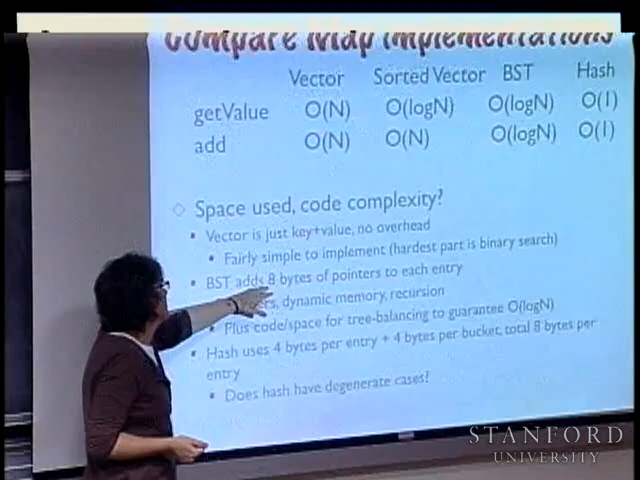 Compare Map Implementations
Vector Sorted Vector BST Hash
getValue O(N) O(logN) O(logN) O(1)
add O(N) O(N) O(logN) O(1)
Space used, code complexity?
Vector is just key+value, no overhead
Fairly simple to implement (hardest part is binary search)
BST adds 8 bytes of pointers to each entry
dynamic memory, recursion
Plus code/space for tree-balancing to guarantee O(logN)
Hash uses 4 bytes per entry + 4 bytes per bucket, total 8 bytes per
entry
Does hash have degenerate cases?
STANFORD
UNIVERSITY